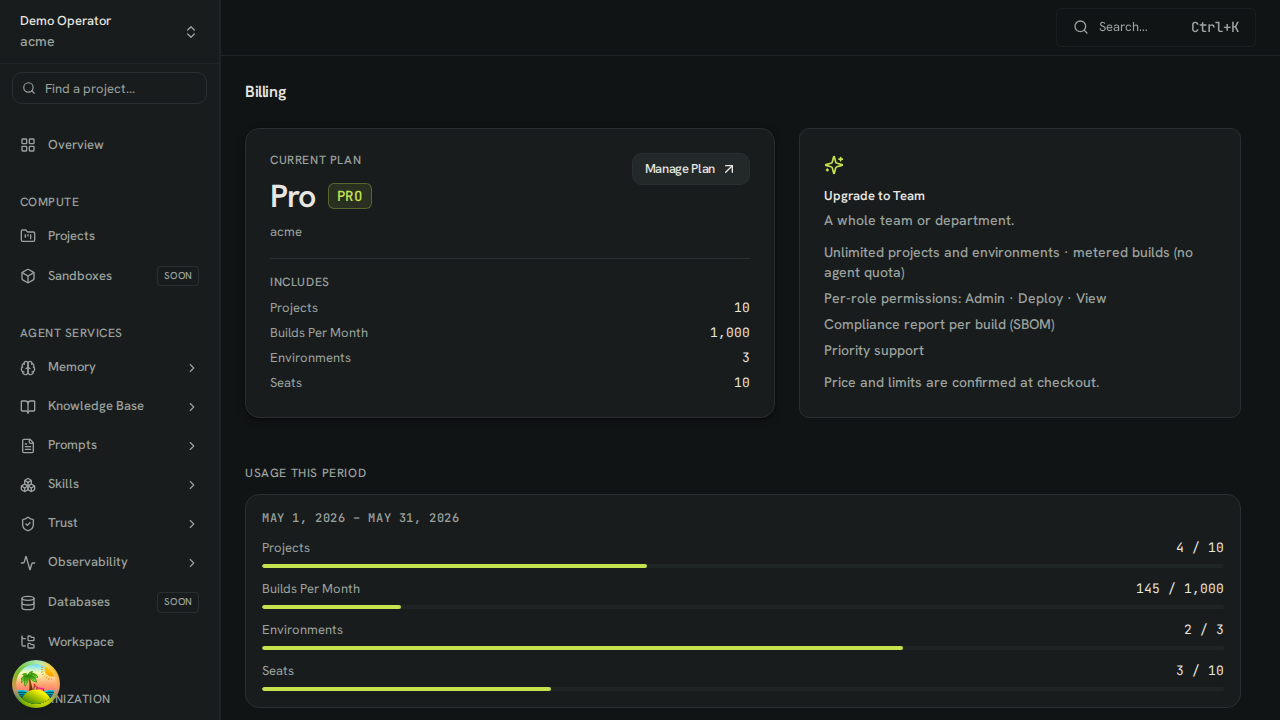 Demo Operator
acme
Find a project...
Overview
COMPUTE
Projects
Sandboxes SOON
AGENT SERVICES
Memory
Knowledge Base
Prompts
Skills
Trust
Observability
Databases SOON
Workspace
NIZATION
Search... Ctrl+K
Billing
CURRENT PLAN
Manage Plan
Pro PRO
acme
INCLUDES
Projects 10
Builds Per Month 1,000
Environments 3
Seats 10
Upgrade to Team
A whole team or department.
Unlimited projects and environments · metered builds (no
agent quota)
Per-role permissions: Admin · Deploy · View
Compliance report per build (SBOM)
Priority support
Price and limits are confirmed at checkout.
USAGE THIS PERIOD
MAY 1, 2026 – MAY 31, 2026
Projects 4 / 10
Builds Per Month 145 / 1,000
Environments 2 / 3
Seats 3 / 10